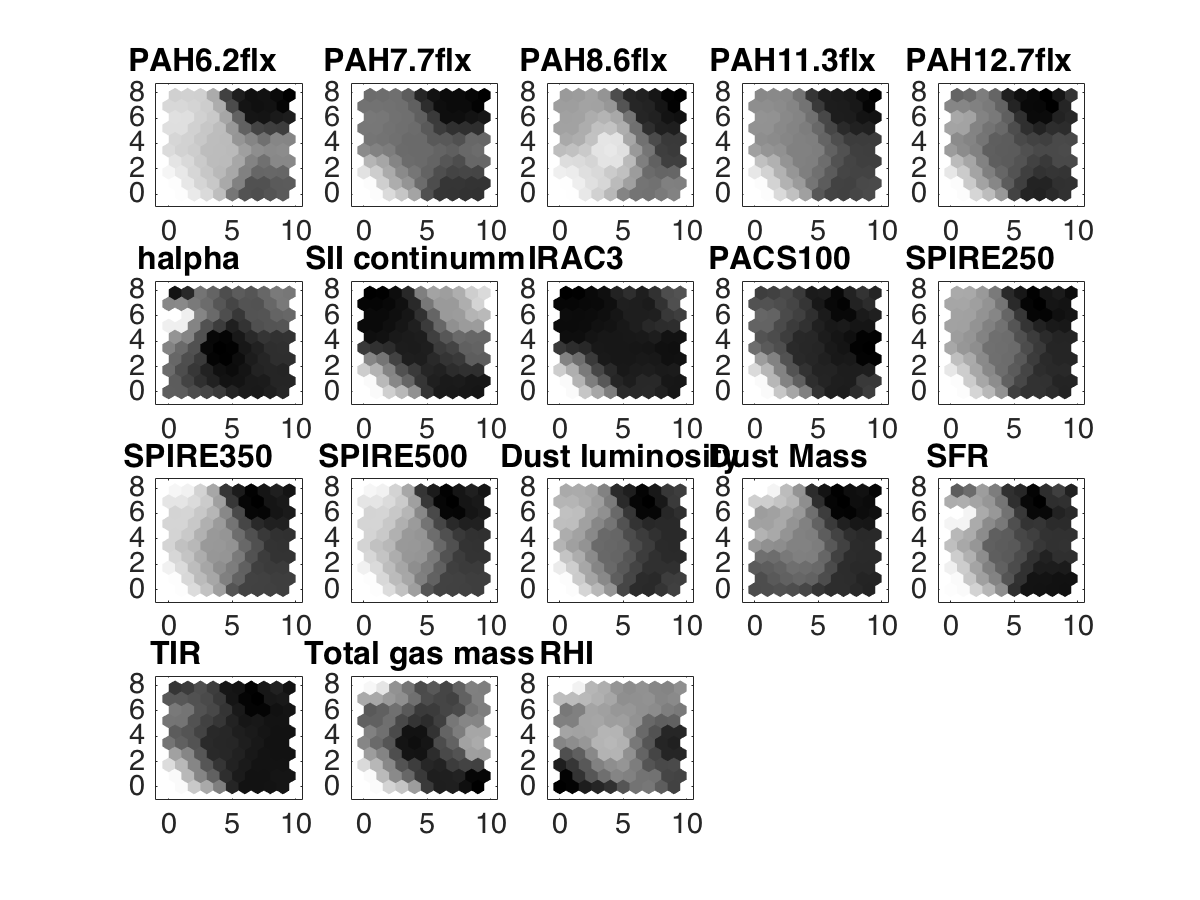 PAH6.2flx PAH7.7flx PAH8.6flx PAH11.3flx PAH12.7flx
8 8 8 8 8
6 6 6 6 6
4 4 4 4 4
2 2 2 2 2
0 0 0 0 0
0 5 10 0 5 10 0 5 10 0 5 10 0 5 10
halpha SII continumm IRAC3 PACS100 SPIRE250
8 8 8 8 8
6 6 6 6 6
4 4 4 4 4
2 2 2 2 2
0 0 0 0 0
0 5 10 0 5 10 0 5 10 0 5 10 0 5 10
SPIRE350 SPIRE500 Dust luminosity Dust Mass SFR
8 8 8 8 8
6 6 6 6 6
4 4 4 4 4
2 2 2 2 2
0 0 0 0 0
0 5 10 0 5 10 0 5 10 0 5 10 0 5 10
TIR Total gas mass RHI
8 8 8
6 6 6
4 4 4
2 2 2
0 0 0
0 5 10 0 5 10 0 5 10